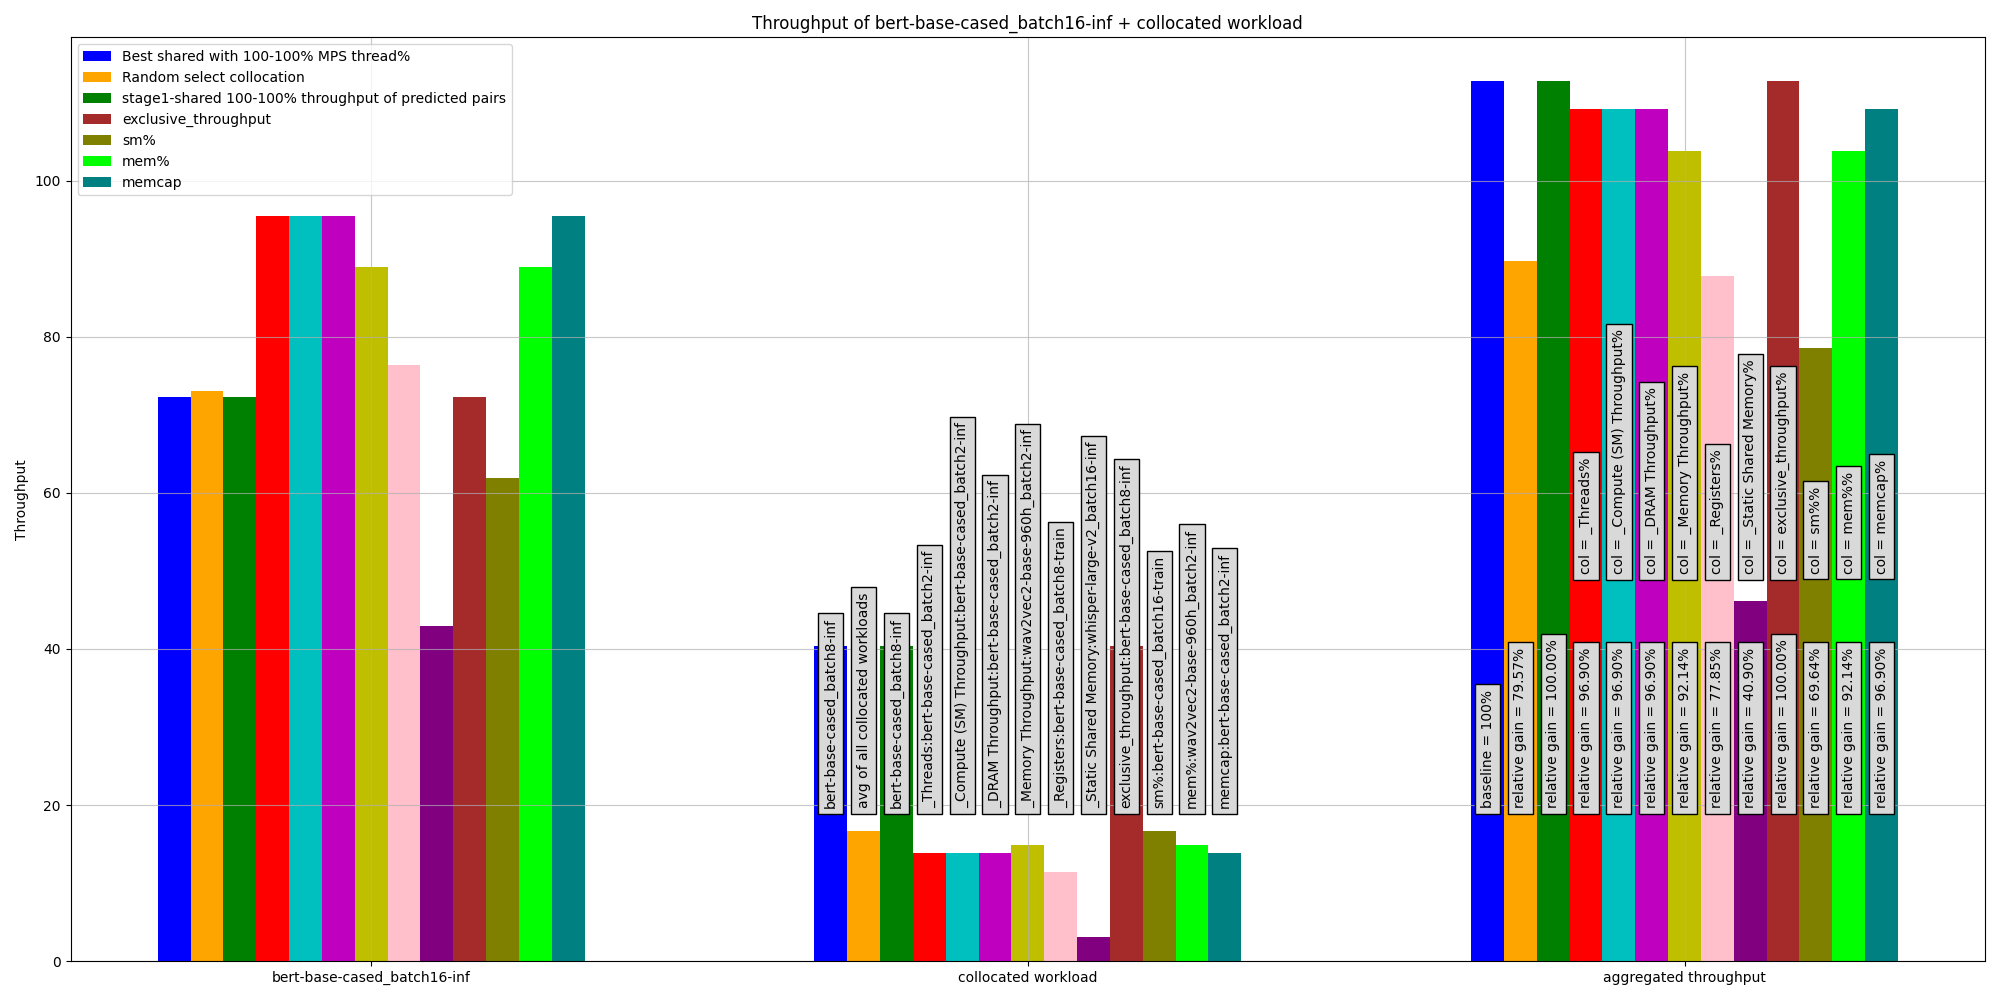 Throughput of bert-base-cased_batch16-inf + collocated workload
Best shared with 100-100% MPS thread%
Random select collocation
stage1-shared 100-100% throughput of predicted pairs
exclusive_throughput
sm%
mem%
memcap
Throughput
100
80
60
40
20
0
bert-base-cased_batch8-inf
avg of all collocated workloads
bert-base-cased_batch8-inf
_Threads:bert-base-cased_batch2-inf
_Compute (SM) Throughput:bert-base-cased_batch2-inf
_DRAM Throughput:bert-base-cased_batch2-inf
_Memory Throughput:wav2vec2-base-960h_batch2-inf
_Registers:bert-base-cased_batch8-train
_Static Shared Memory:whisper-large-v2_batch16-inf
exclusive_throughput:bert-base-cased_batch8-inf
sm%:bert-base-cased_batch16-train
mem%:wav2vec2-base-960h_batch2-inf
memcap:bert-base-cased_batch2-inf
col = _Threads%
col = _Compute (SM) Throughput%
col = _DRAM Throughput%
col = _Memory Throughput%
col = _Registers%
col = _Static Shared Memory%
col = exclusive_throughput%
col = sm%%
col = mem%%
col = memcap%
baseline = 100%
relative gain = 79.57%
relative gain = 100.00%
relative gain = 96.90%
relative gain = 96.90%
relative gain = 96.90%
relative gain = 92.14%
relative gain = 77.85%
relative gain = 40.90%
relative gain = 100.00%
relative gain = 69.64%
relative gain = 92.14%
relative gain = 96.90%
bert-base-cased_batch16-inf
collocated workload
aggregated throughput